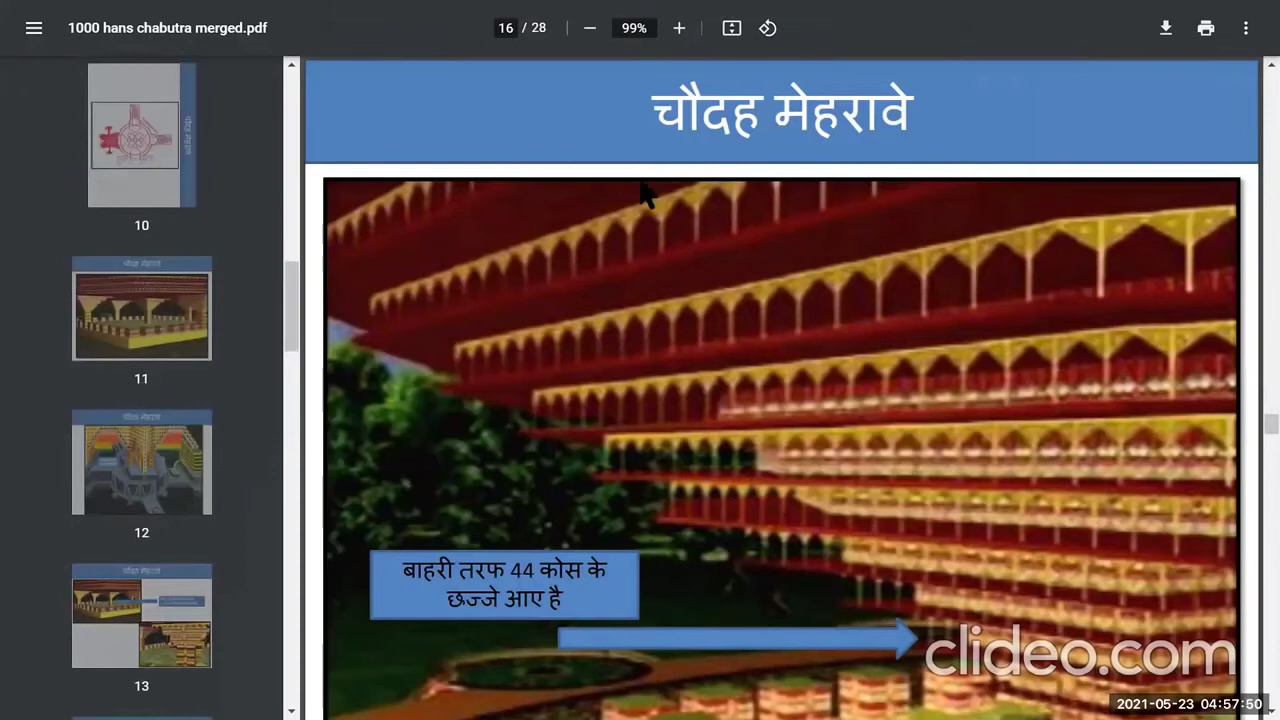 1000 hans chabutra merged.pdf
16 / 28
99%
10
11
12
13
चौदह मेहरावे
बाहरी तरफ 44 कोस के
छज्जे आए है
clideo.com
2021-05-23 04:57:50